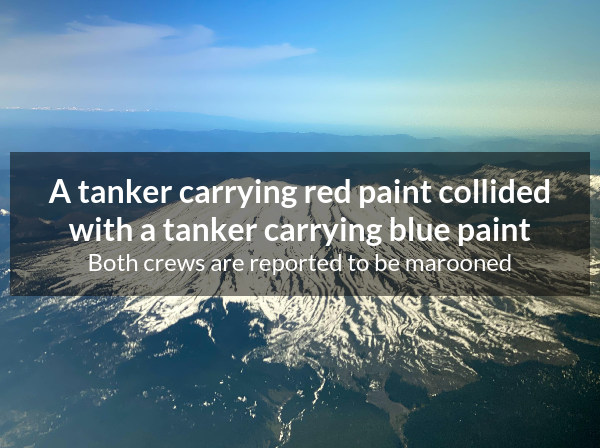 A tanker carrying red paint collided
with a tanker carrying blue paint
Both crews are reported to be marooned